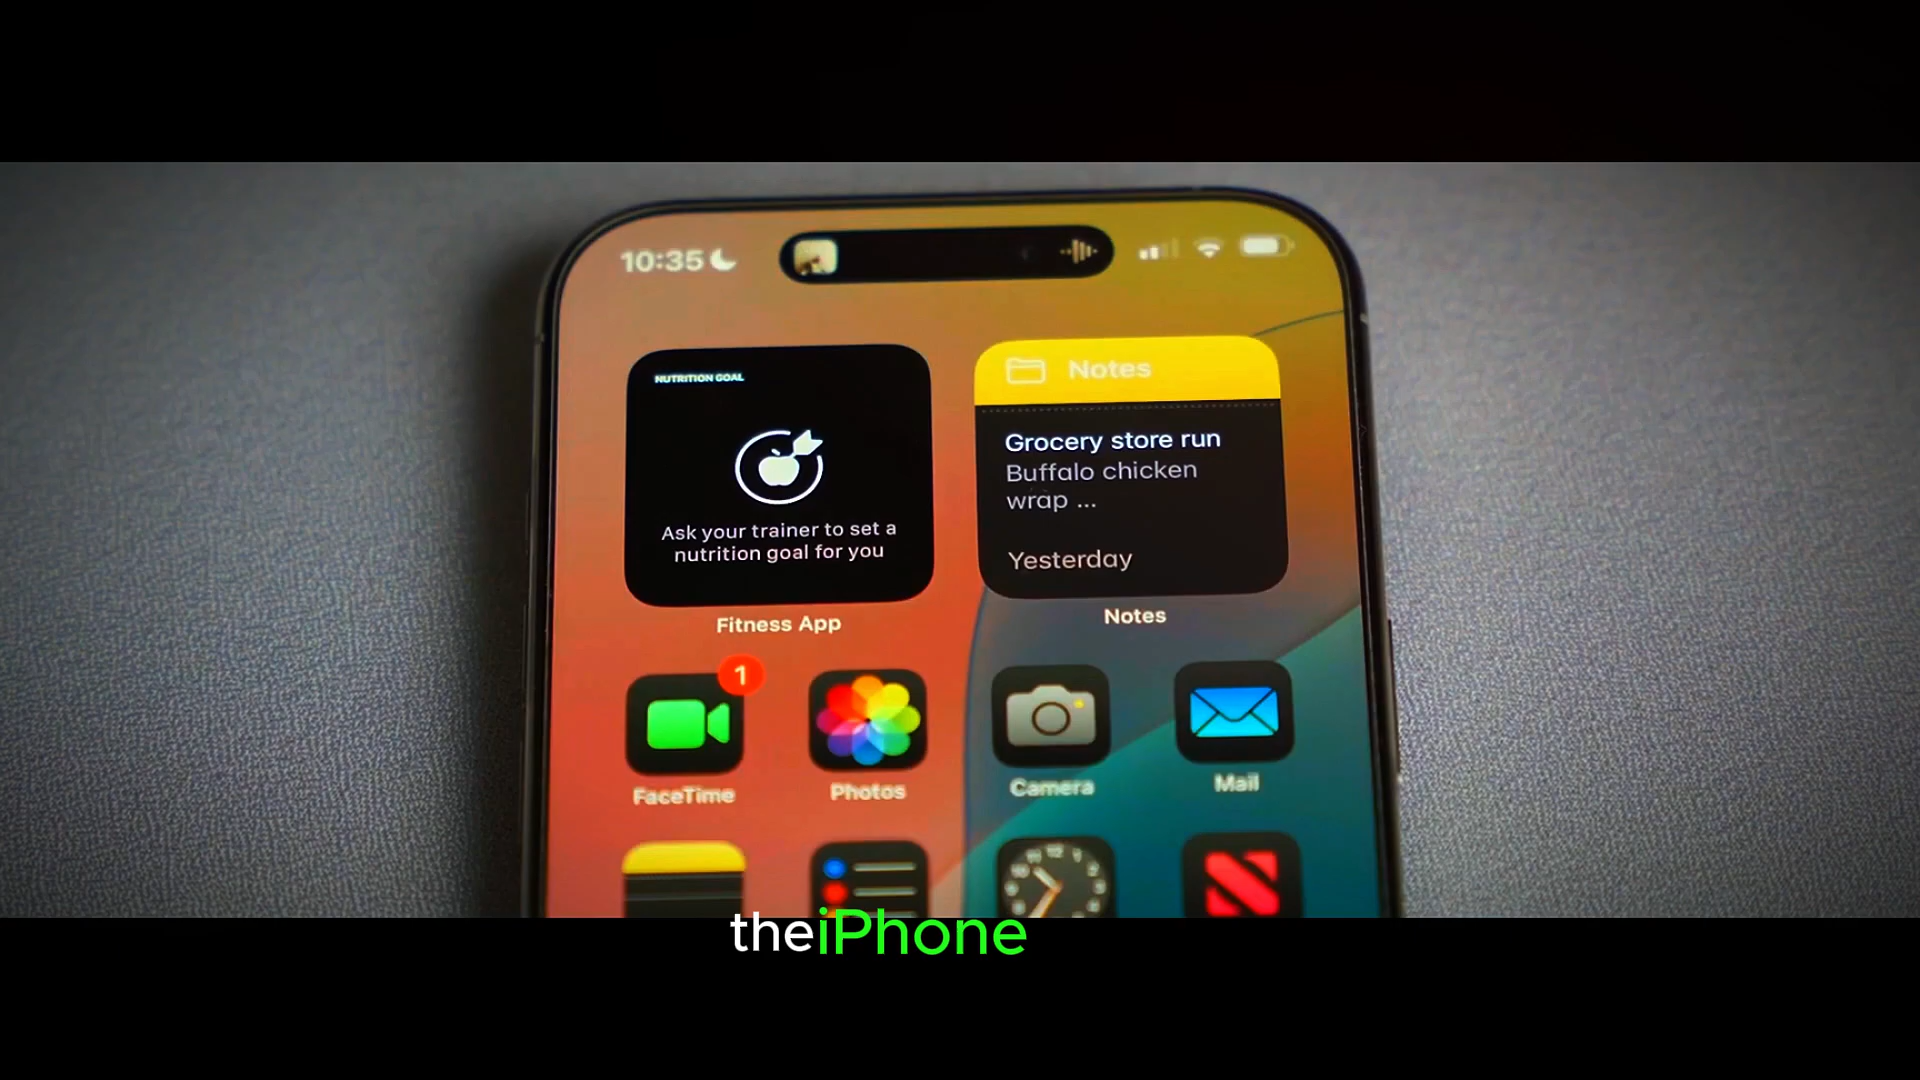 10:35
NUTRITION GOAL
Ask your trainer to set a
nutrition goal for you
Fitness App
Notes
Grocery store run
Buffalo chicken
wrap ...
Yesterday
Notes
1
FaceTime
Photos
Camera
Mail
theiPhone